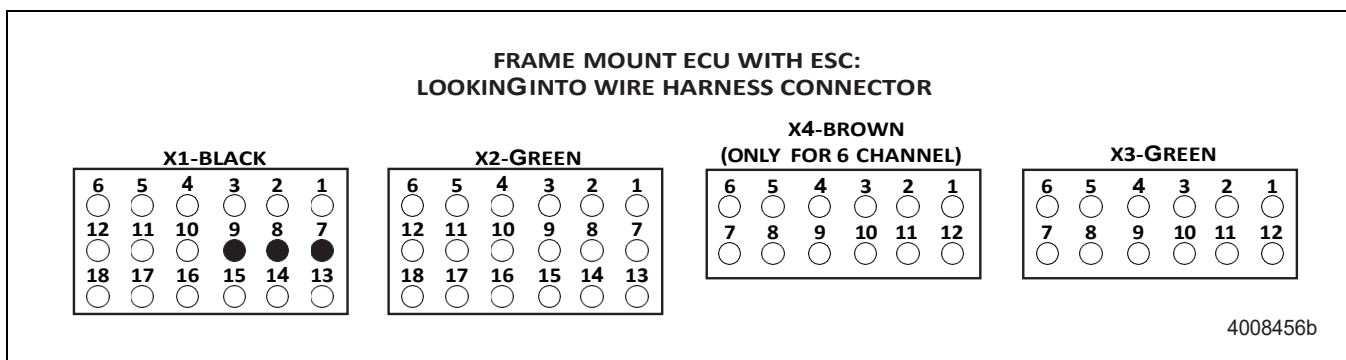 FRAME MOUNT ECU WITH ESC:
LOOKINGINTO WIRE HARNESS CONNECTOR
X1-BLACK
6 5 4 3 2 1
12 11 10 9 8 7
18 17 16 15 14 13
X2-GREEN
6 5 4 3 2 1
12 11 10 9 8 7
18 17 16 15 14 13
X4-BROWN
(ONLY FOR 6 CHANNEL)
6 5 4 3 2 1
7 8 9 10 11 12
X3-GREEN
6 5 4 3 2 1
7 8 9 10 11 12
4008456b